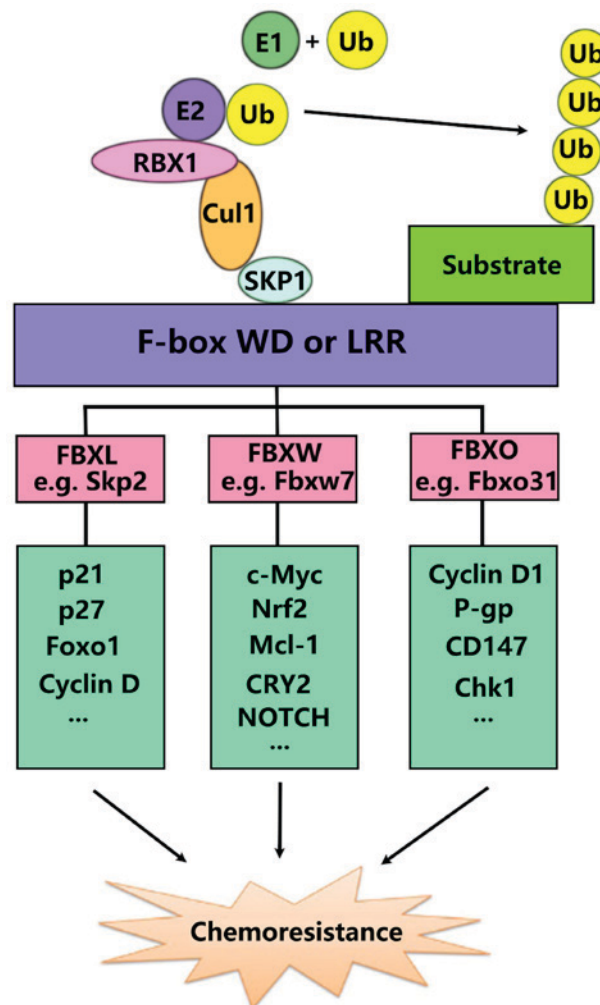 E1 + Ub
E2 Ub
RBX1
Cul1
SKP1
Ub
Ub
Ub
Ub
Substrate
F-box WD or LRR
FBXL
e.g. Skp2
FBXW
e.g. Fbxw7
FBXO
e.g. Fbxo31
p21
p27
Foxo1
Cyclin D
...
c-Myc
Nrf2
Mcl-1
CRY2
NOTCH
...
Cyclin D1
P-gp
CD147
Chk1
...
Chemoresistance